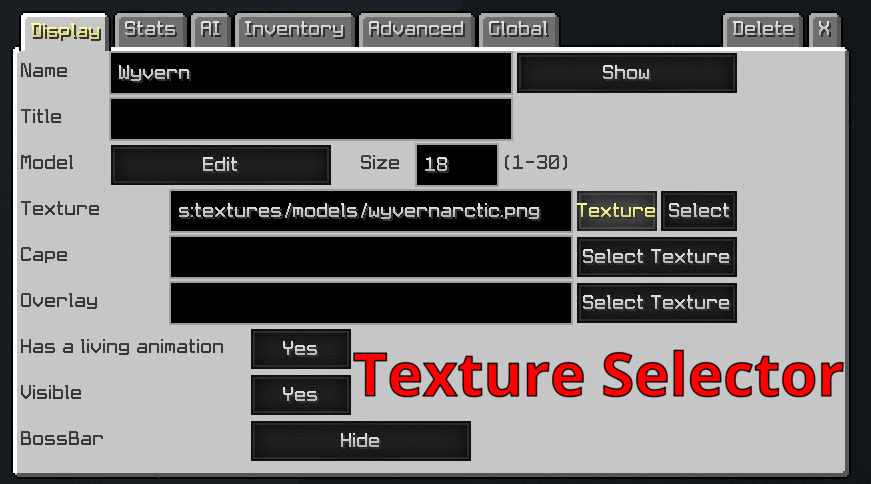 Display Stats AI Inventory Advanced Global Delete X
Name Wyvern Show
Title
Model Edit Size 18 (1-30)
Texture s:textures/models/wyvernarctic.png Texture Select
Cape Select Texture
Overlay Select Texture
Has a living animation Yes
Texture Selector
Visible Yes
BossBar Hide